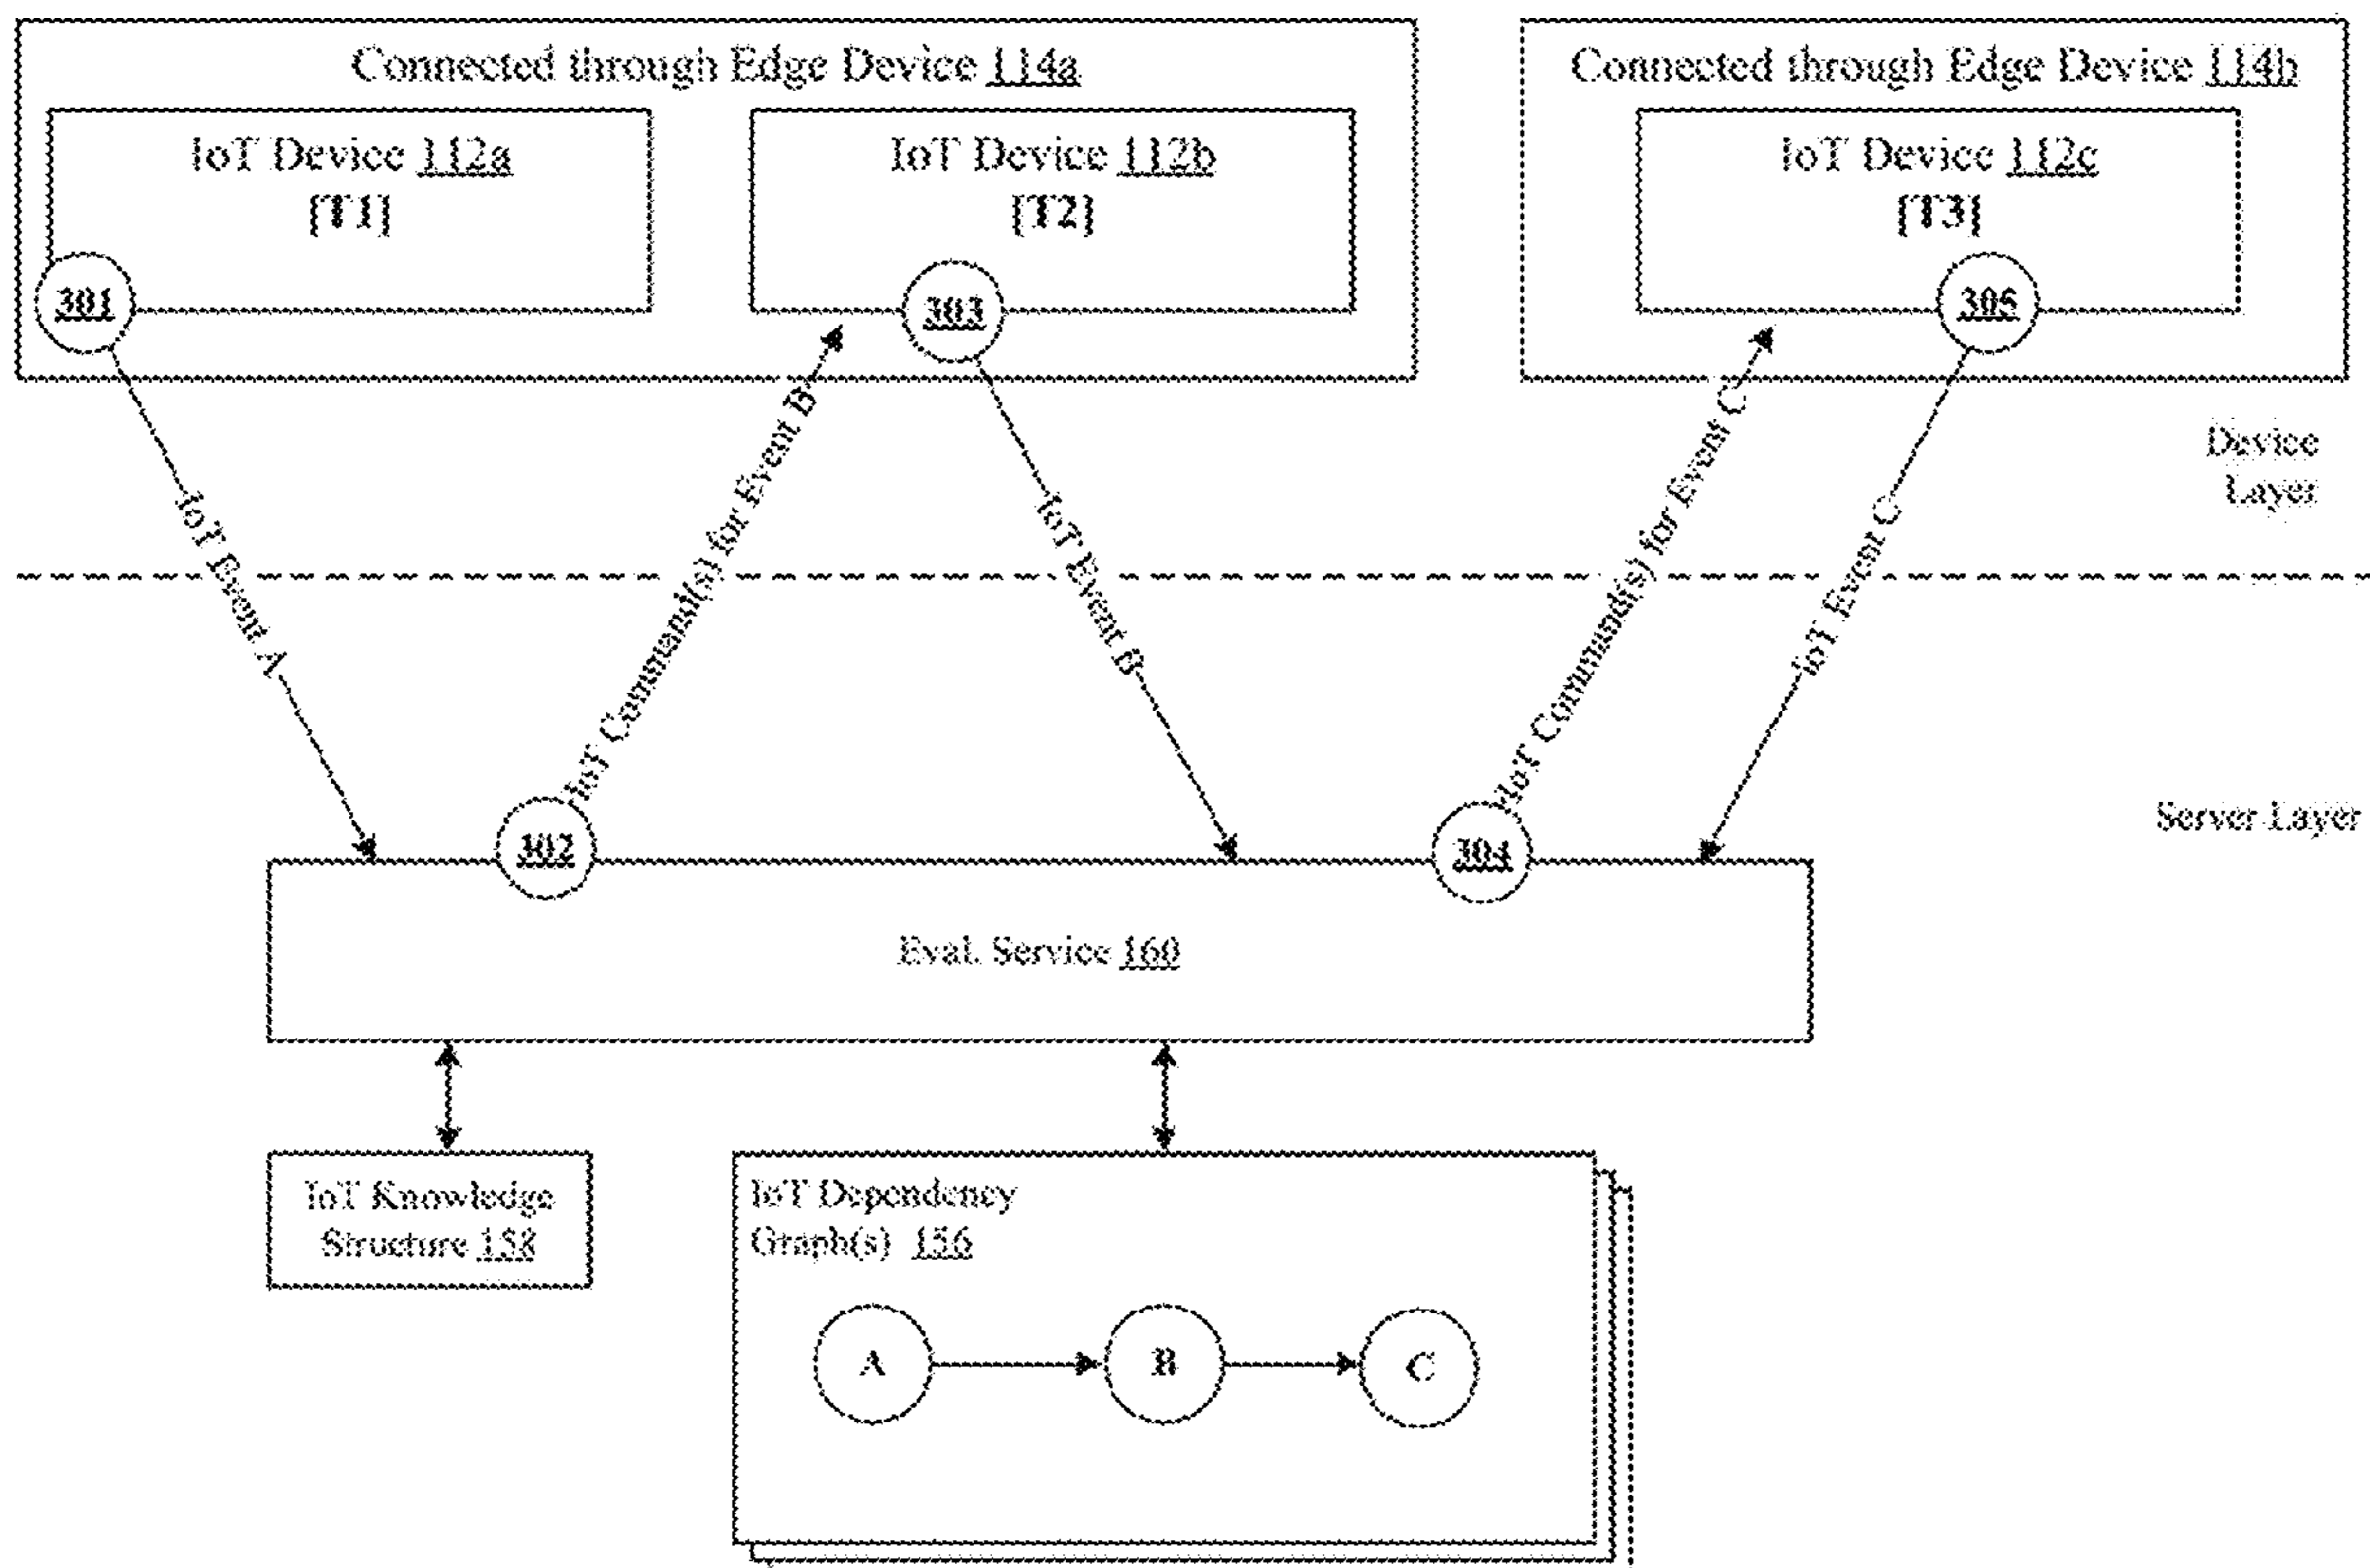 Connected through Edge Device 114a
IoT Device 112a
[T1]
301
IoT Device 112b
[T2]
303
Connected through Edge Device 114b
IoT Device 112c
[T3]
305
Device
Layer
IoT Event A
IoT Command(s) for Event B
IoT Event B
IoT Command(s) for Event C
IoT Event C
Server Layer
302
304
Eval. Service 160
IoT Knowledge
Structure 158
IoT Dependency
Graph(s) 156
A
B
C